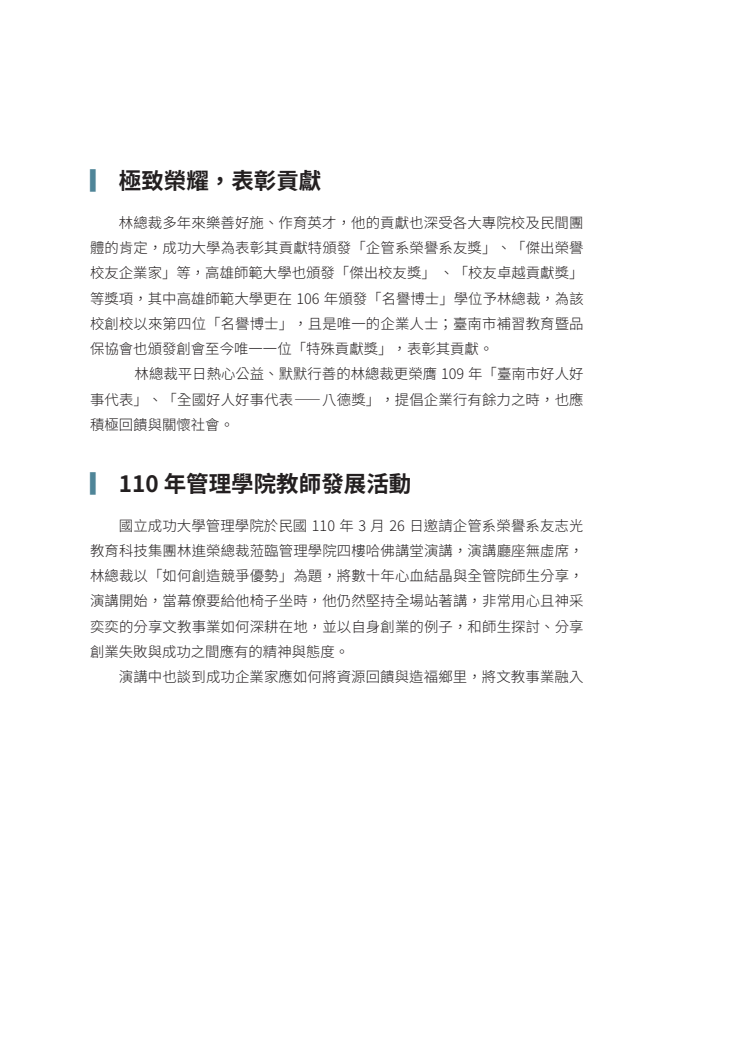 極致榮耀，表彰貢獻
林總裁多年來樂善好施、作育英才，他的貢獻也深受各大專院校及民間團
體的肯定，成功大學為表彰其貢獻特頒發「企管系榮譽系友獎」、「傑出榮譽
校友企業家」等，高雄師範大學也頒發「傑出校友獎」、「校友卓越貢獻獎」
等獎項，其中高雄師範大學更在 106 年頒發「名譽博士」學位予林總裁，為該
校創校以來第四位「名譽博士」，且是唯一的企業人士；臺南市補習教育暨品
保協會也頒發創會至今唯一一位「特殊貢獻獎」，表彰其貢獻。
林總裁平日熱心公益、默默行善的林總裁更榮膺 109 年「臺南市好人好
事代表」、「全國好人好事代表——八德獎」，提倡企業行有餘力之時，也應
積極回饋與關懷社會。
110 年管理學院教師發展活動
國立成功大學管理學院於民國 110 年 3 月 26 日邀請企管系榮譽系友志光
教育科技集團林進榮總裁蒞臨管理學院四樓哈佛講堂演講，演講廳座無虛席，
林總裁以「如何創造競爭優勢」為題，將數十年心血結晶與全管院師生分享，
演講開始，當幕僚要給他椅子坐時，他仍然堅持全場站著講，非常用心且神采
奕奕的分享文教事業如何深耕在地，並以自身創業的例子，和師生探討、分享
創業失敗與成功之間應有的精神與態度。
演講中也談到成功企業家應如何將資源回饋與造福鄉里，將文教事業融入